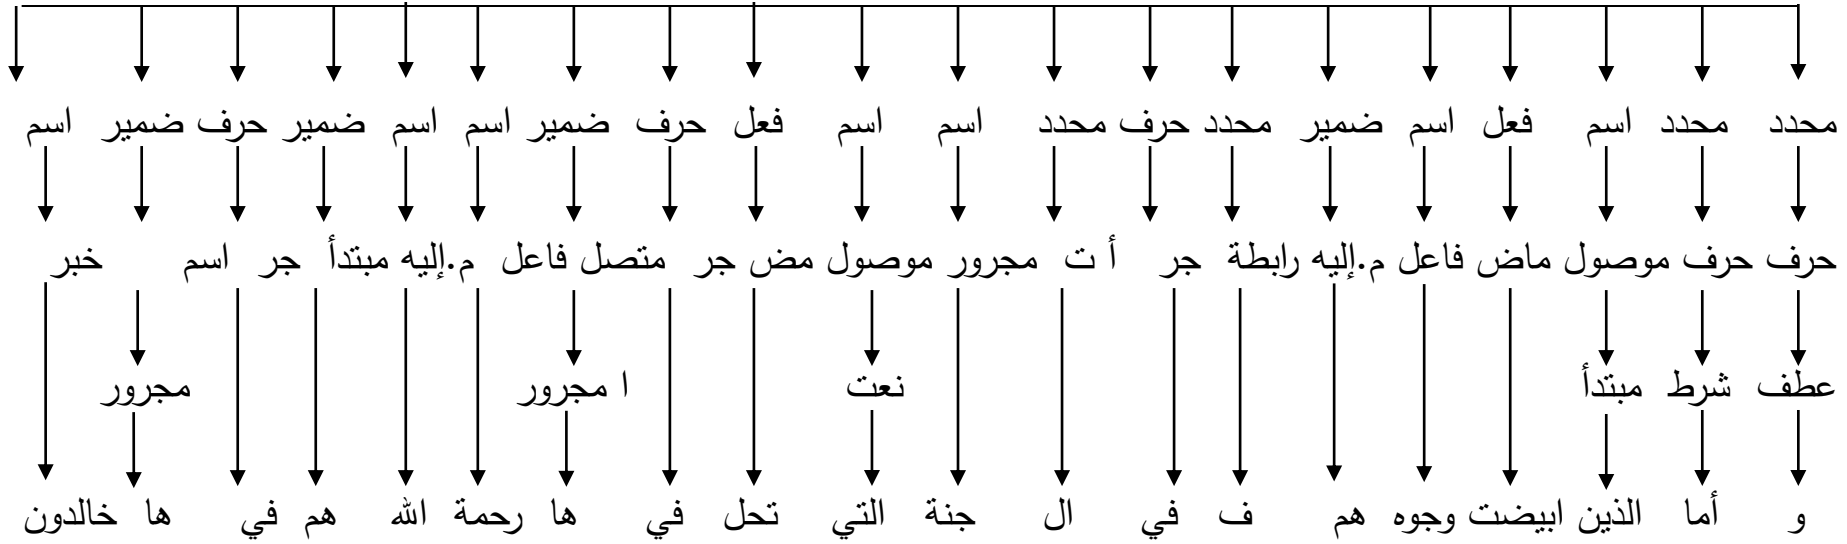 محدد محدد اسم فعل اسم ضمير محدد حرف محدد اسم اسم فعل حرف ضمير اسم اسم ضمير حرف ضمير اسم
حرف حرف موصول ماض فاعل م.إليه رابطة جر أ ت مجرور موصول مض جر متصل فاعل م.إليه مبتدأ جر اسم خبر
عطف شرط مبتدأ نعت ا مجرور مجرور
و أما الذين ابيضت وجوه هم ف في ال جنة التي تحل في ها رحمة الله هم في ها خالدون